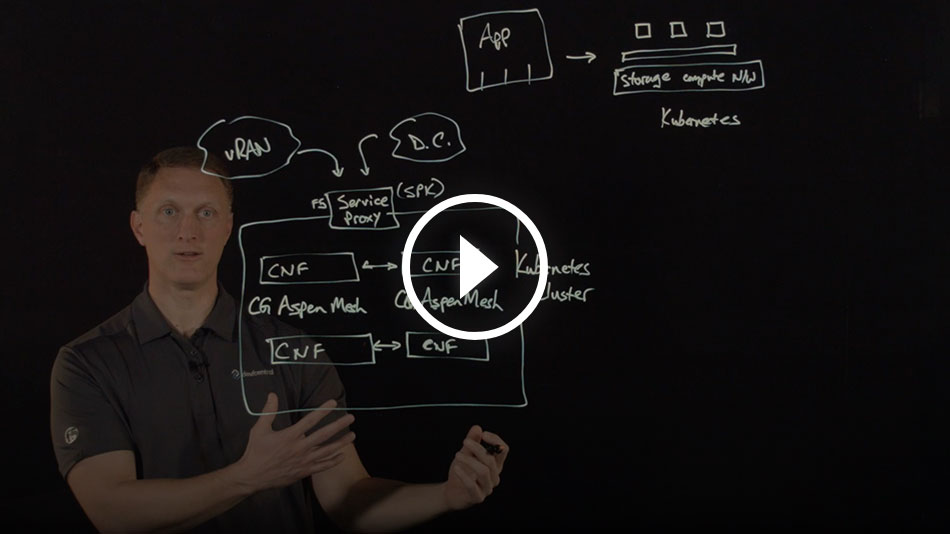 App
Storage compute N/W
Kubernetes
vRAN
D.C.
F5 Service Proxy (SPK)
CNF
CNF
Kubernetes
Cluster
CG Aspen Mesh
CG Aspen Mesh
CNF
CNF